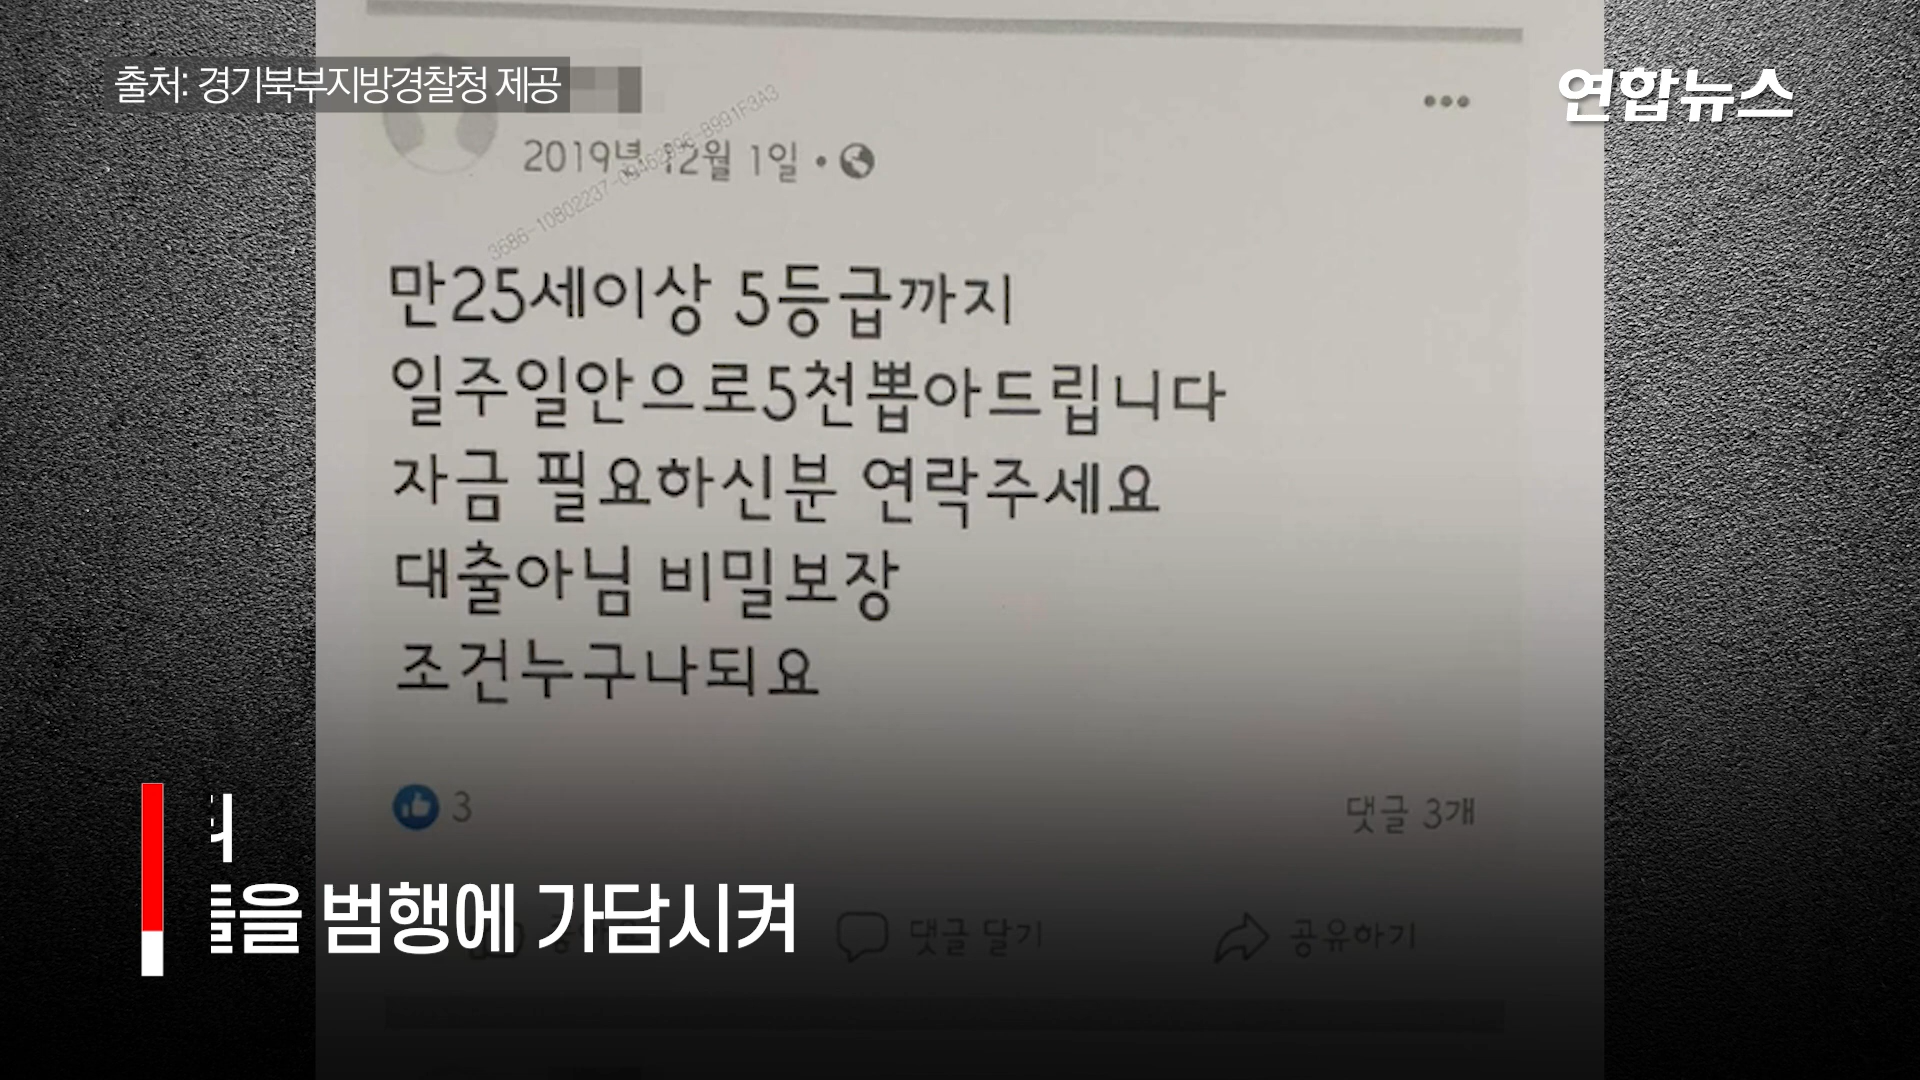 출처: 경기북부지방경찰청 제공
연합뉴스
2019년 12월 1일
만25세이상 5등급까지
일주일안으로5천뽑아드립니다
자금 필요하신분 연락주세요
대출아님 비밀보장
조건누구나되요
3
댓글 3개
댓글 달기
공유하기
을 범행에 가담시켜